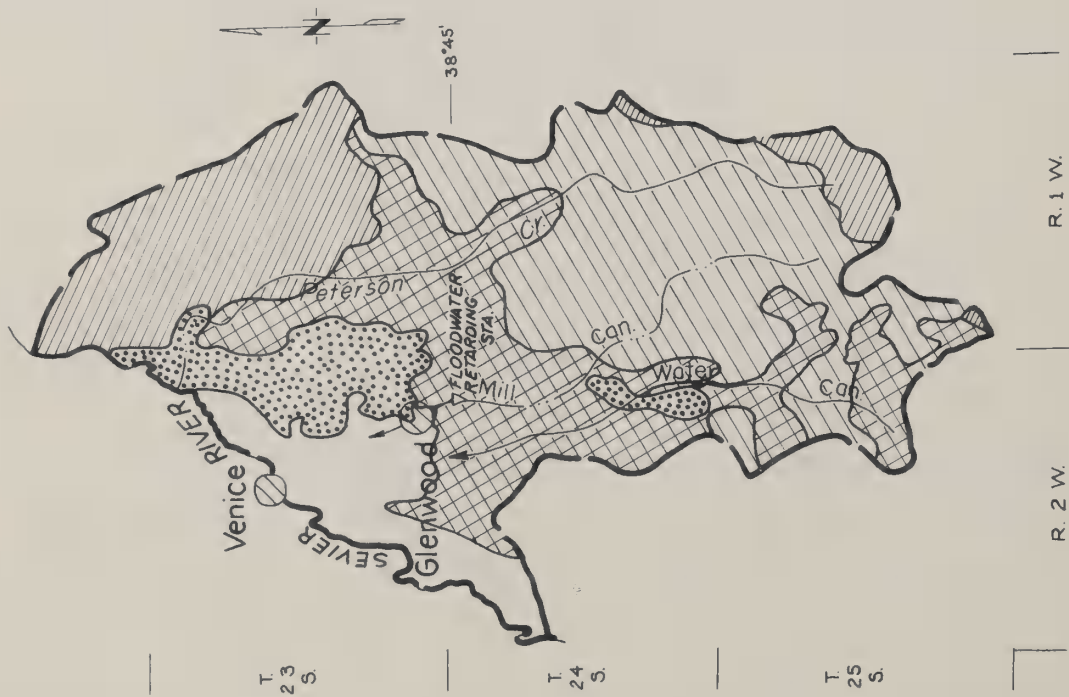 N
38°45'
Peterson
Cr.
FLOODWATER
RETARDING
STA.
Mill
Can.
Water
Can.
Venice
SEVIER RIVER
Glenwood
T.
23
S.
T.
24
S.
T.
25
S.
R. 2 W.
R. 1 W.